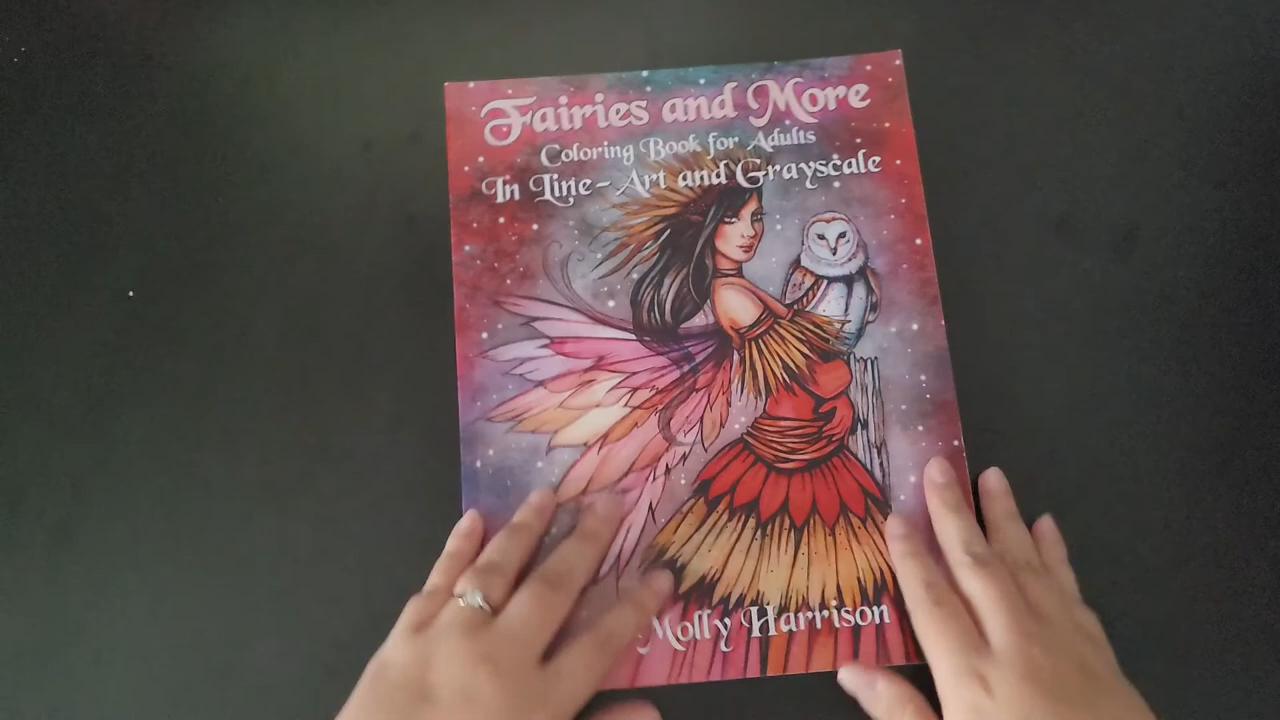 Fairies and More
Coloring Book for Adults
In Line-Art and Grayscale
Molly Harrison